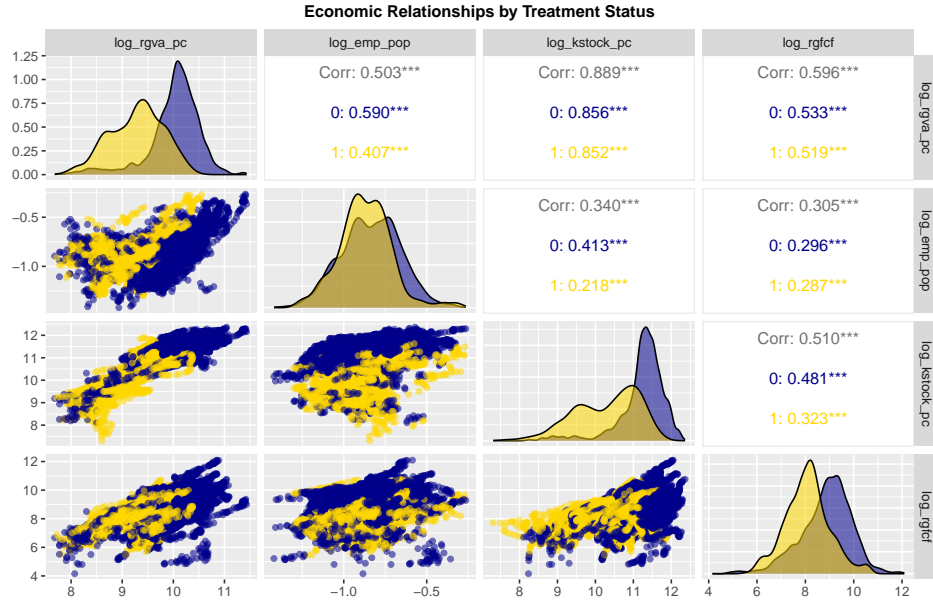 Economic Relationships by Treatment Status
log_rgva_pc
log_emp_pop
log_kstock_pc
log_rgfcf
1.25
1.00
0.75
0.50
0.25
0.00
Corr: 0.503***
0: 0.590***
1: 0.407***
Corr: 0.889***
0: 0.856***
1: 0.852***
Corr: 0.596***
0: 0.533***
1: 0.519***
log_rgva_pc
−0.5
−1.0
Corr: 0.340***
0: 0.413***
1: 0.218***
Corr: 0.305***
0: 0.296***
1: 0.287***
log_emp_pop
12
11
10
9
8
Corr: 0.510***
0: 0.481***
1: 0.323***
log_kstock_pc
12
10
8
6
4
log_rgfcf
8 9 10 11
−1.0 −0.5
8 9 10 11 12
4 6 8 10 12